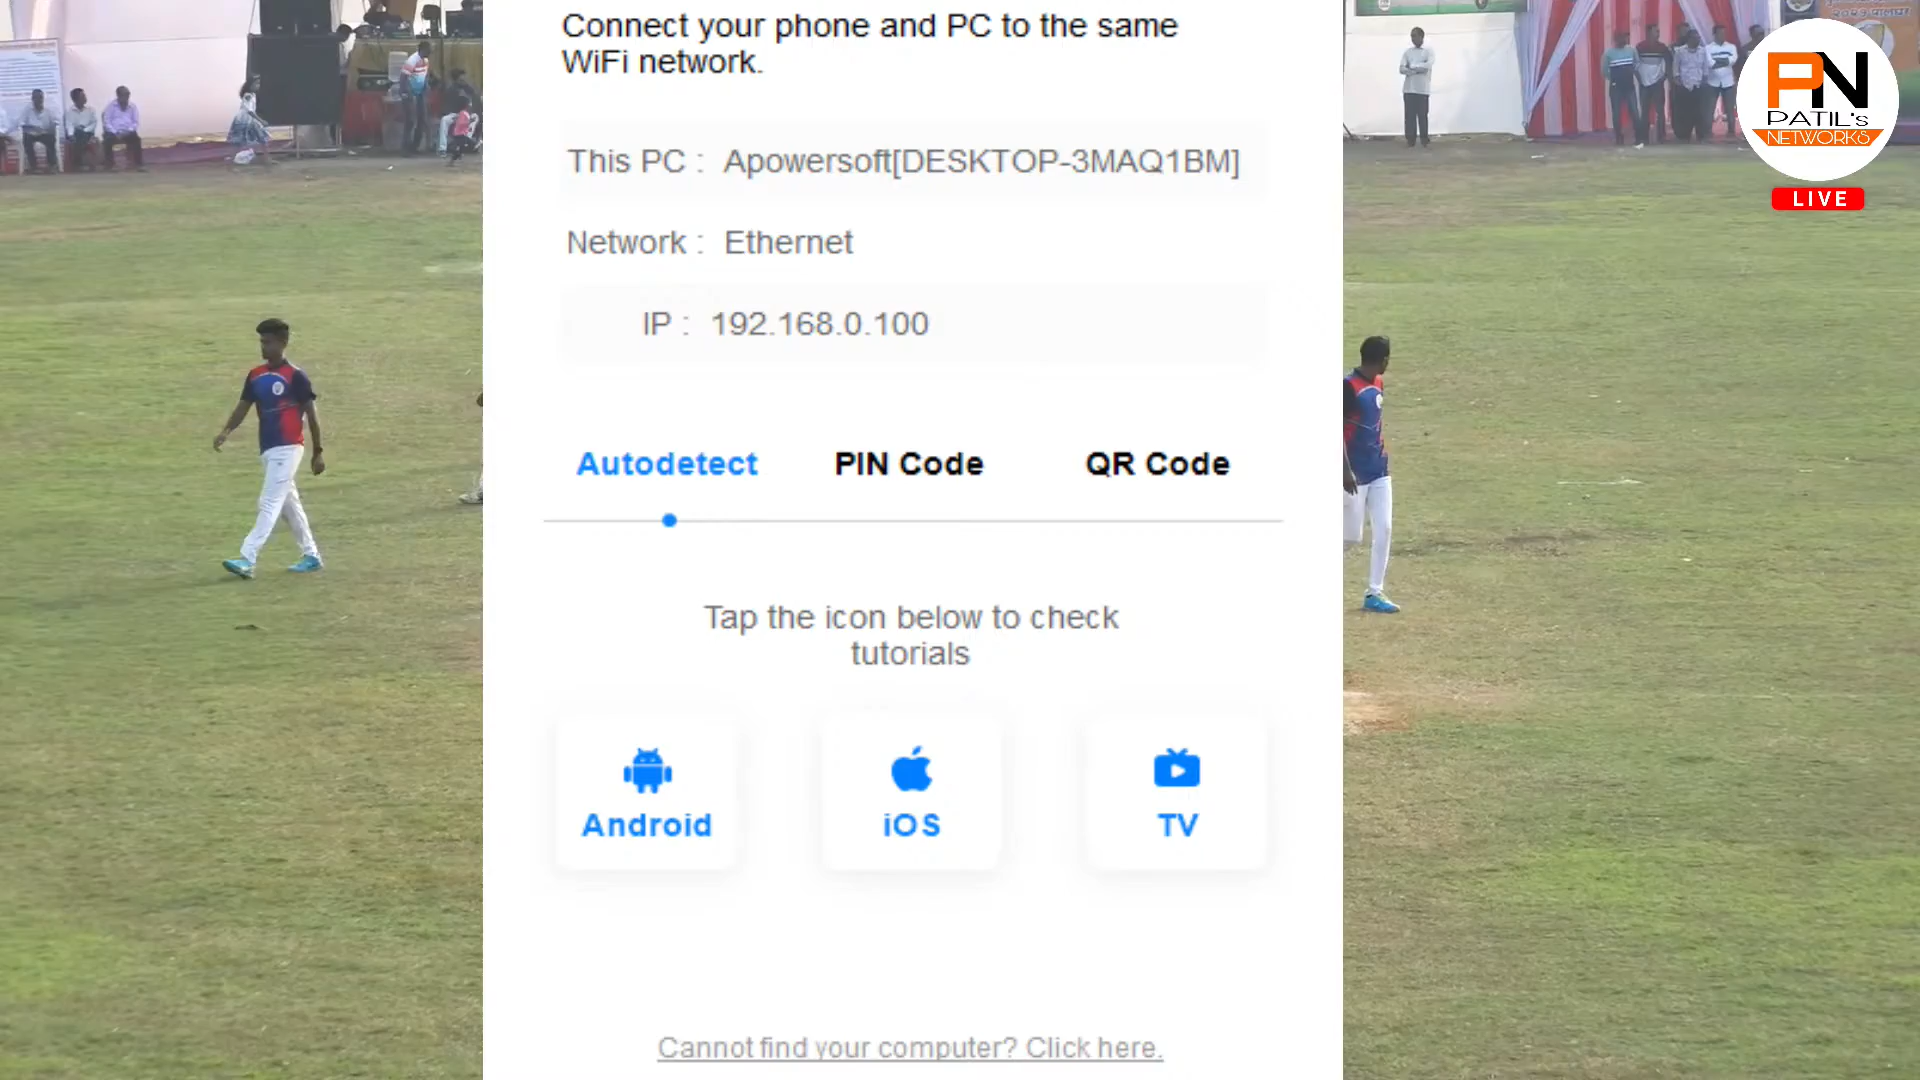 Connect your phone and PC to the same
WiFi network.
This PC : Apowersoft[DESKTOP-3MAQ1BM]
Network : Ethernet
IP : 192.168.0.100
Autodetect PIN Code QR Code
Tap the icon below to check
tutorials
Android iOS TV
Cannot find your computer? Click here.
PN
PATIL's
NETWORKS
LIVE